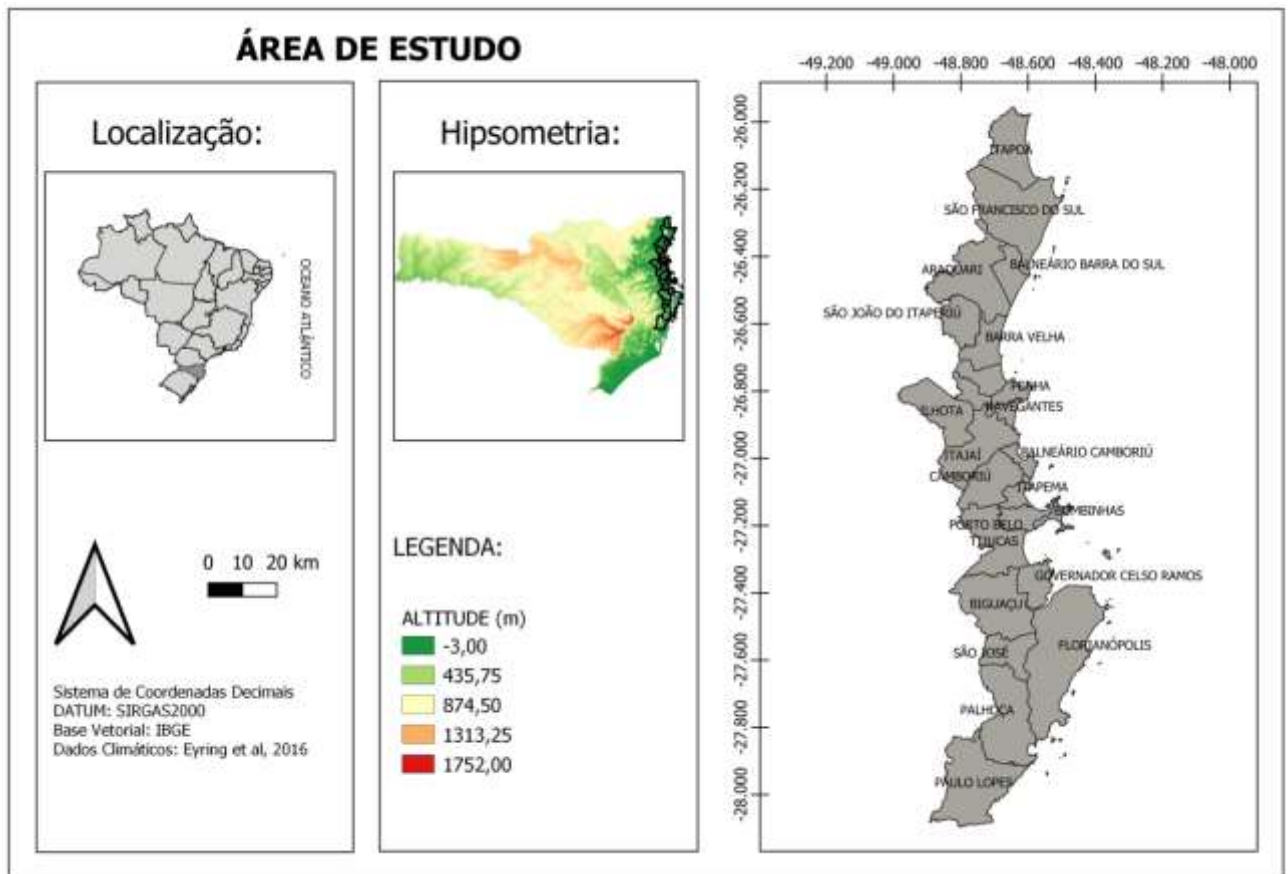 ÁREA DE ESTUDO
Localização:
OCEANO ATLÂNTICO
0 10 20 km
Sistema de Coordenadas Decimais
DATUM: SIRGAS2000
Base Vetorial: IBGE
Dados Climáticos: Eyring et al, 2016
Hipsometria:
LEGENDA:
ALTITUDE (m)
-3,00
435,75
874,50
1313,25
1752,00
-49.200 -49.000 -48.800 -48.600 -48.400 -48.200 -48.000
-26.000
-26.200
-26.400
-26.600
-26.800
-27.000
-27.200
-27.400
-27.600
-27.800
-28.000
ITAPOÁ
SÃO FRANCISCO DO SUL
BALNEÁRIO BARRA DO SUL
ARAQUARI
SÃO JOÃO DO ITAPERIÚ
BARRA VELHA
PENHA
NAVEGANTES
ILHOTA
ITAJAÍ
BALNEÁRIO CAMBORIÚ
CAMBORIÚ
ITAPEMA
BOMBINHAS
PORTO BELO
TIJUCAS
GOVERNADOR CELSO RAMOS
BIGUAÇU
FLORIANÓPOLIS
SÃO JOSÉ
PALHOÇA
PAULO LOPES